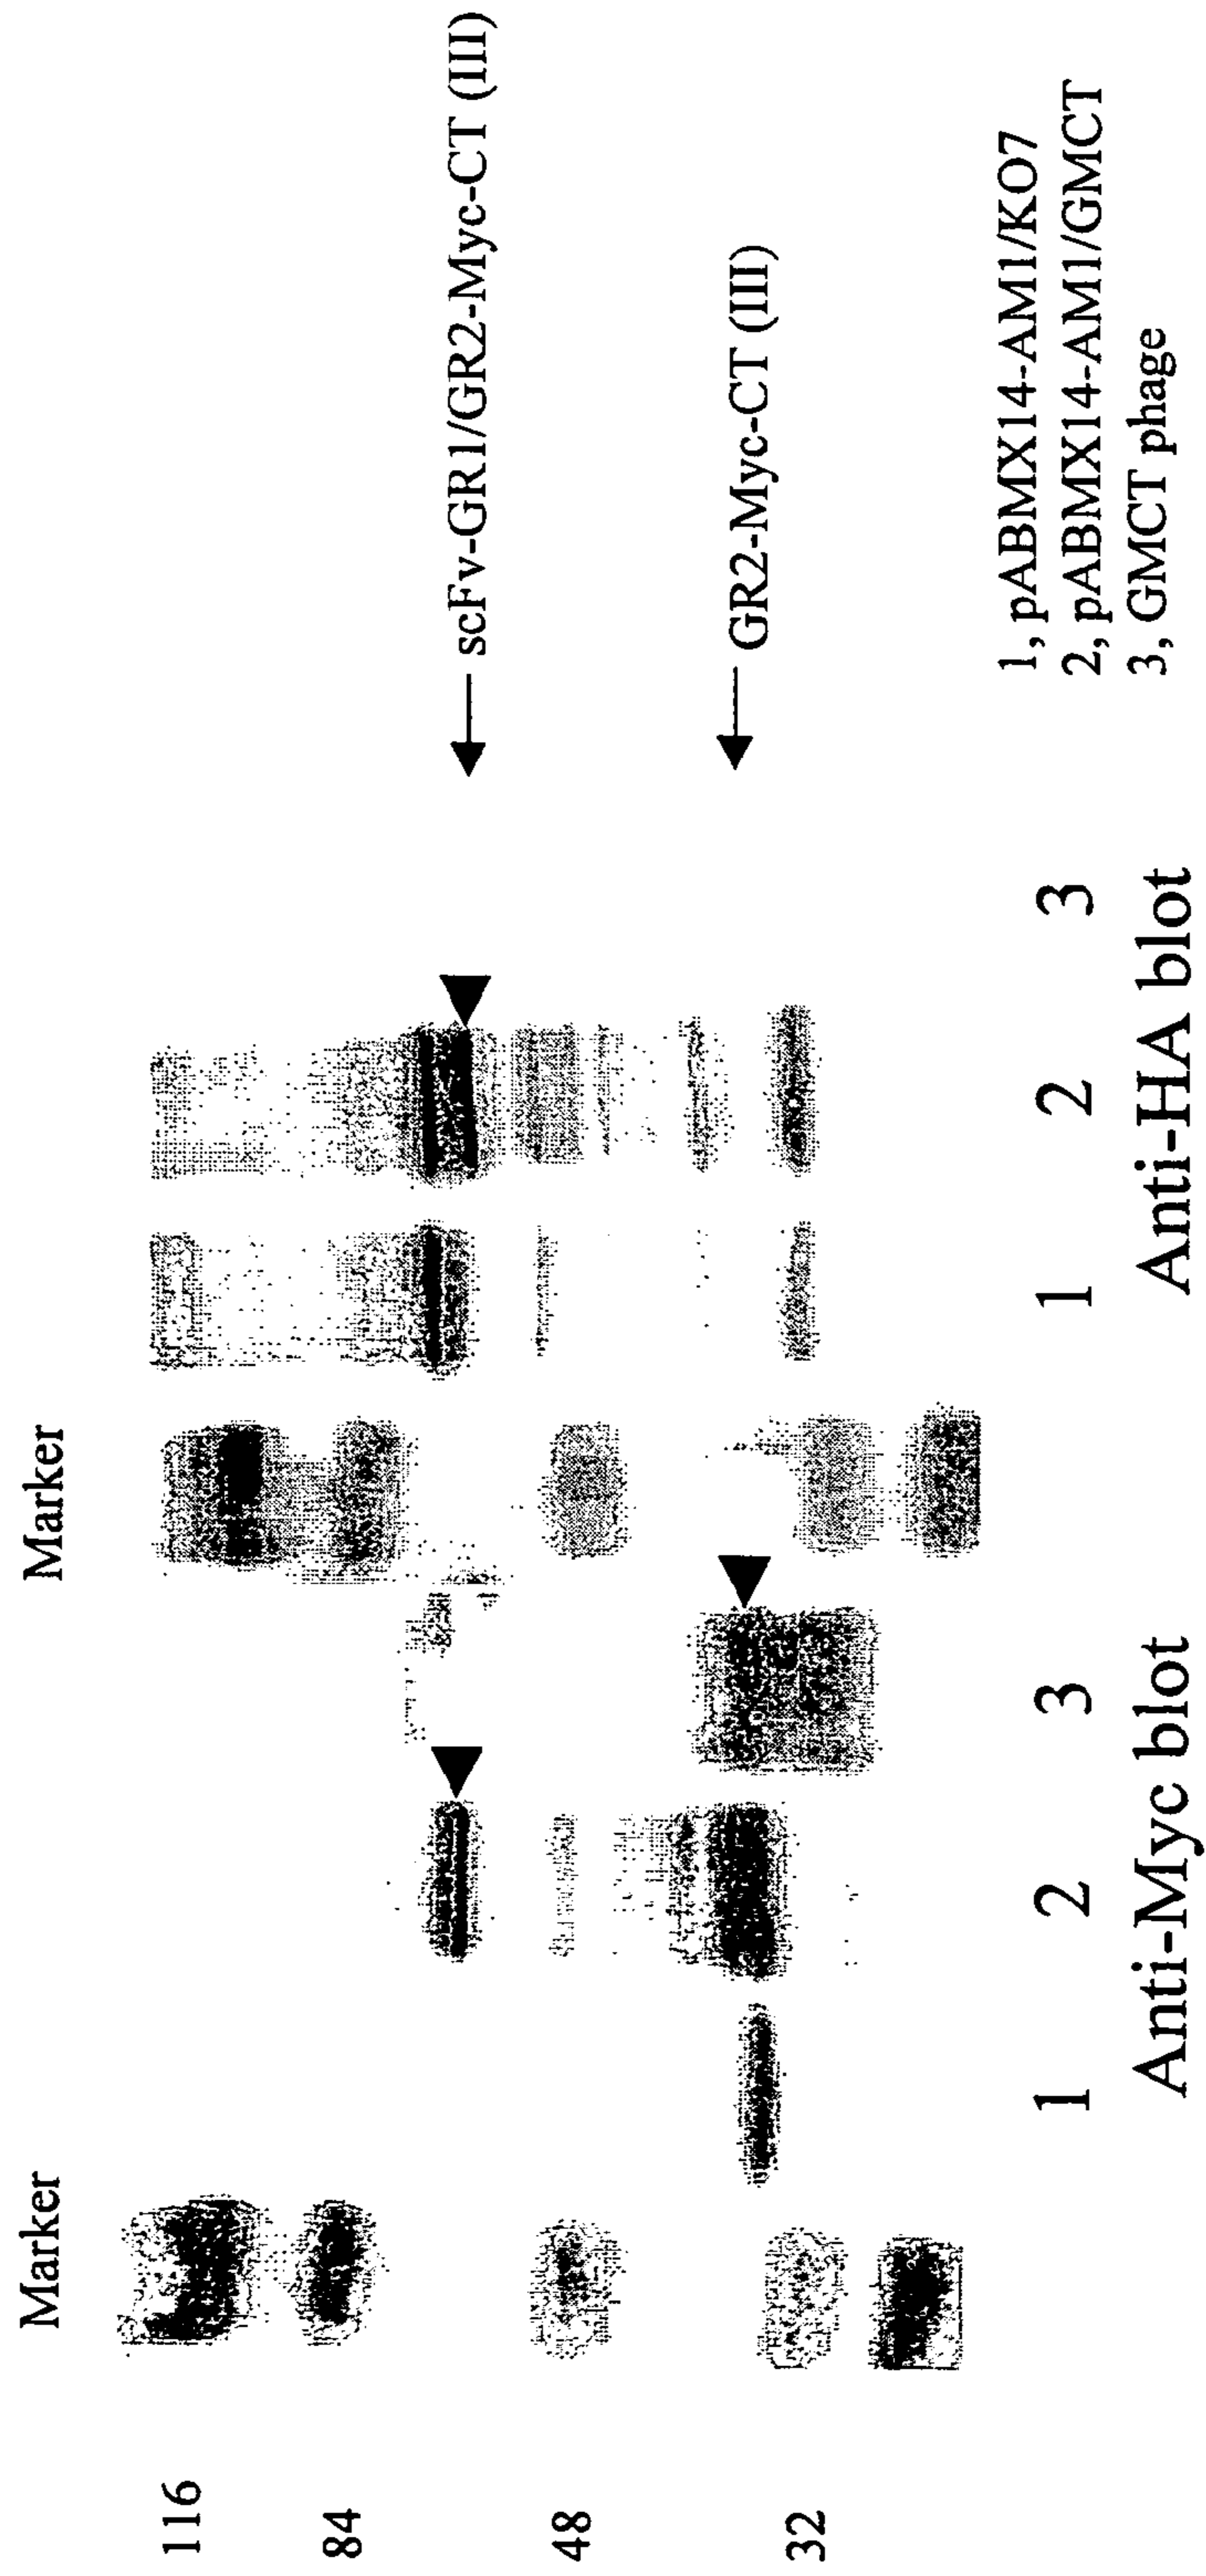 Marker
Marker
116
84
48
32
scFv-GR1/GR2-Myc-CT (III)
GR2-Myc-CT (III)
1 2 3
1 2 3
Anti-Myc blot
Anti-HA blot
1, pABMX14-AM1/KO7
2, pABMX14-AM1/GMCT
3, GMCT phage